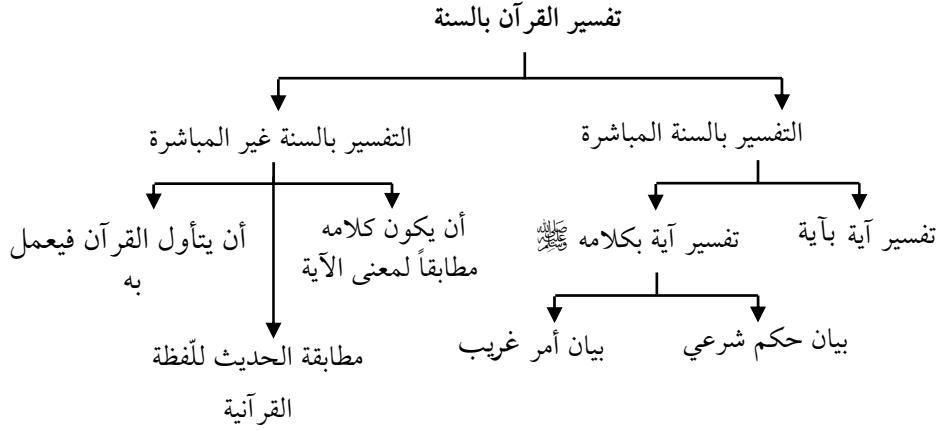 تفسير القرآن بالسنة
التفسير بالسنة المباشرة
التفسير بالسنة غير المباشرة
تفسير آية بآية
تفسير آية بكلامه ﷺ
أن يكون كلامه
مطابقاً لمعنى الآية
أن يتأول القرآن فيعمل
به
بيان حكم شرعي
بيان أمر غريب
مطابقة الحديث للّفظة
القرآنية